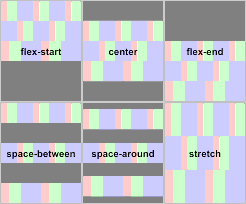 flex-start
center
flex-end
space-between
space-around
stretch